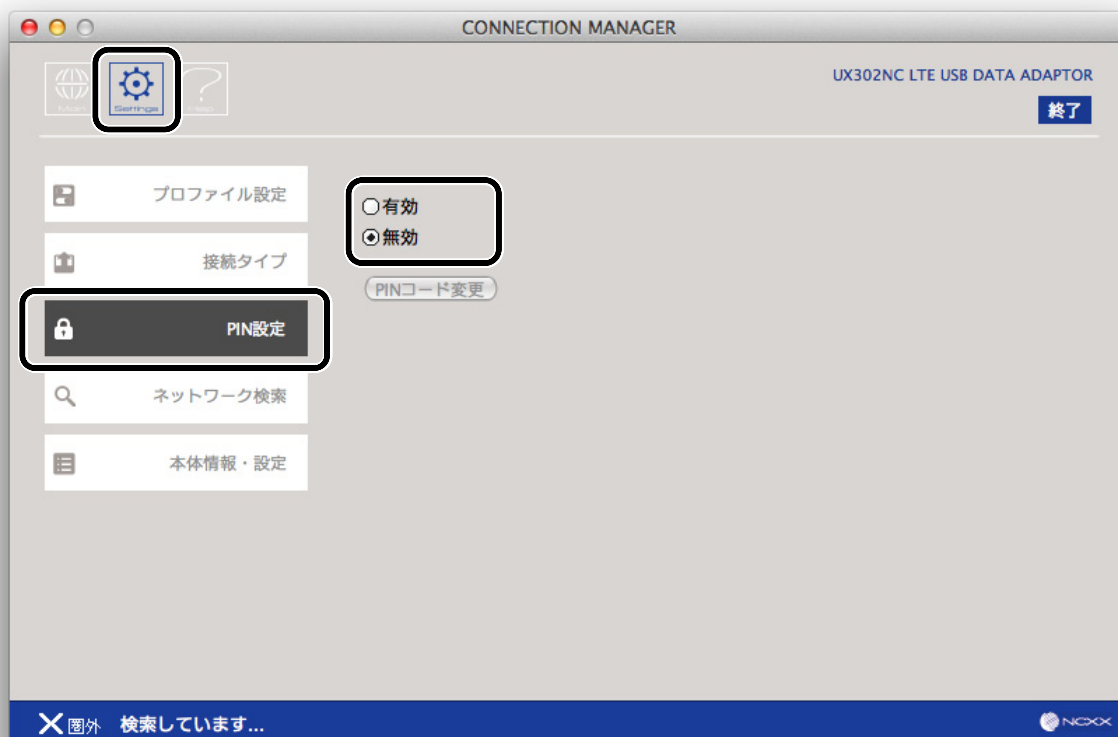 CONNECTION MANAGER
Main
Settings
Help
UX302NC LTE USB DATA ADAPTOR
終了
プロファイル設定
接続タイプ
PIN設定
ネットワーク検索
本体情報・設定
有効
無効
PINコード変更
圏外 検索しています...
NCXX